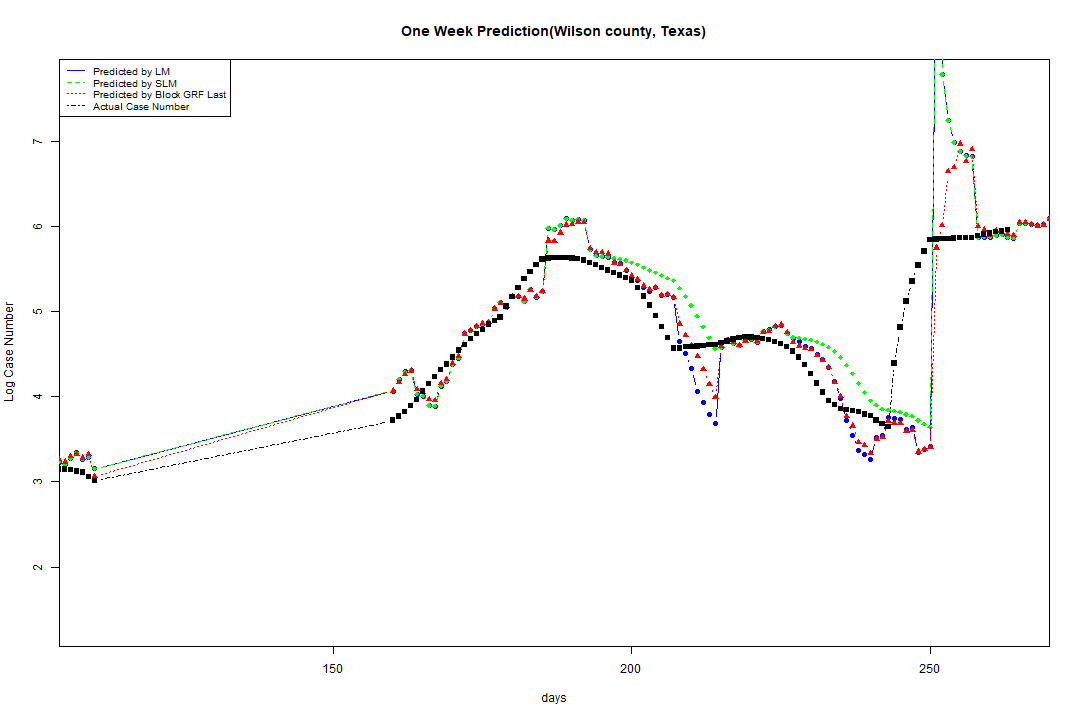 One Week Prediction(Wilson county, Texas)
Predicted by LM
Predicted by SLM
Predicted by Block GRF Last
Actual Case Number
7
6
5
4
3
2
Log Case Number
150 200 250
days